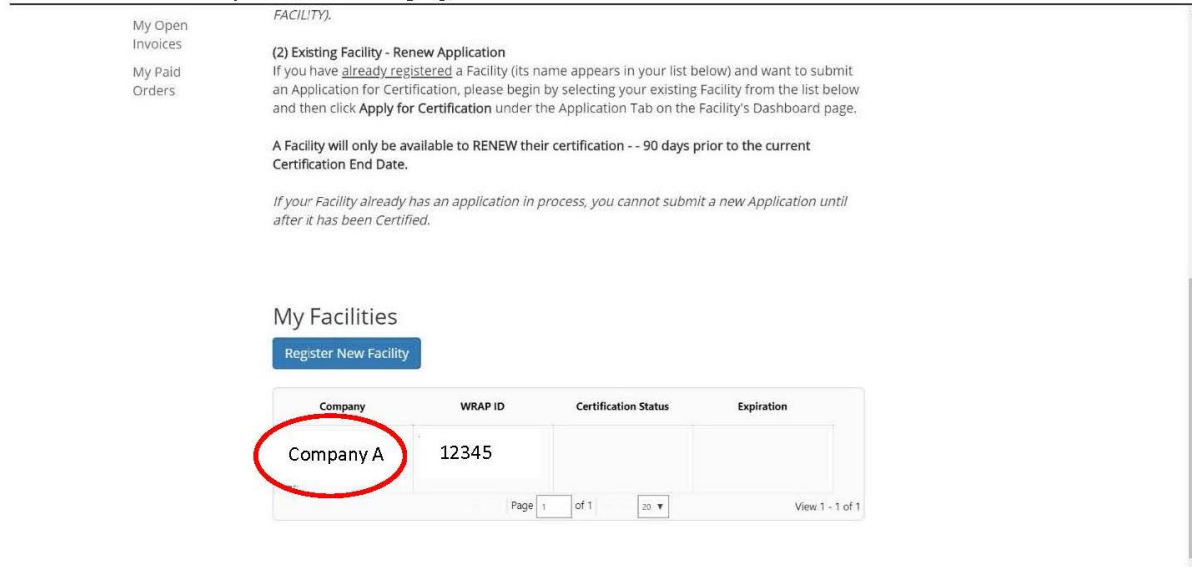 My Open
Invoices
My Paid
Orders
FACILITY).
(2) Existing Facility - Renew Application
If you have already registered a Facility (its name appears in your list below) and want to submit
an Application for Certification, please begin by selecting your existing Facility from the list below
and then click Apply for Certification under the Application Tab on the Facility's Dashboard page.
A Facility will only be available to RENEW their certification - - 90 days prior to the current
Certification End Date.
If your Facility already has an application in process, you cannot submit a new Application until
after it has been Certified.
My Facilities
Register New Facility
Company WRAP ID Certification Status Expiration
Company A 12345
Page 1 of 1 20 ▼ View 1 - 1 of 1